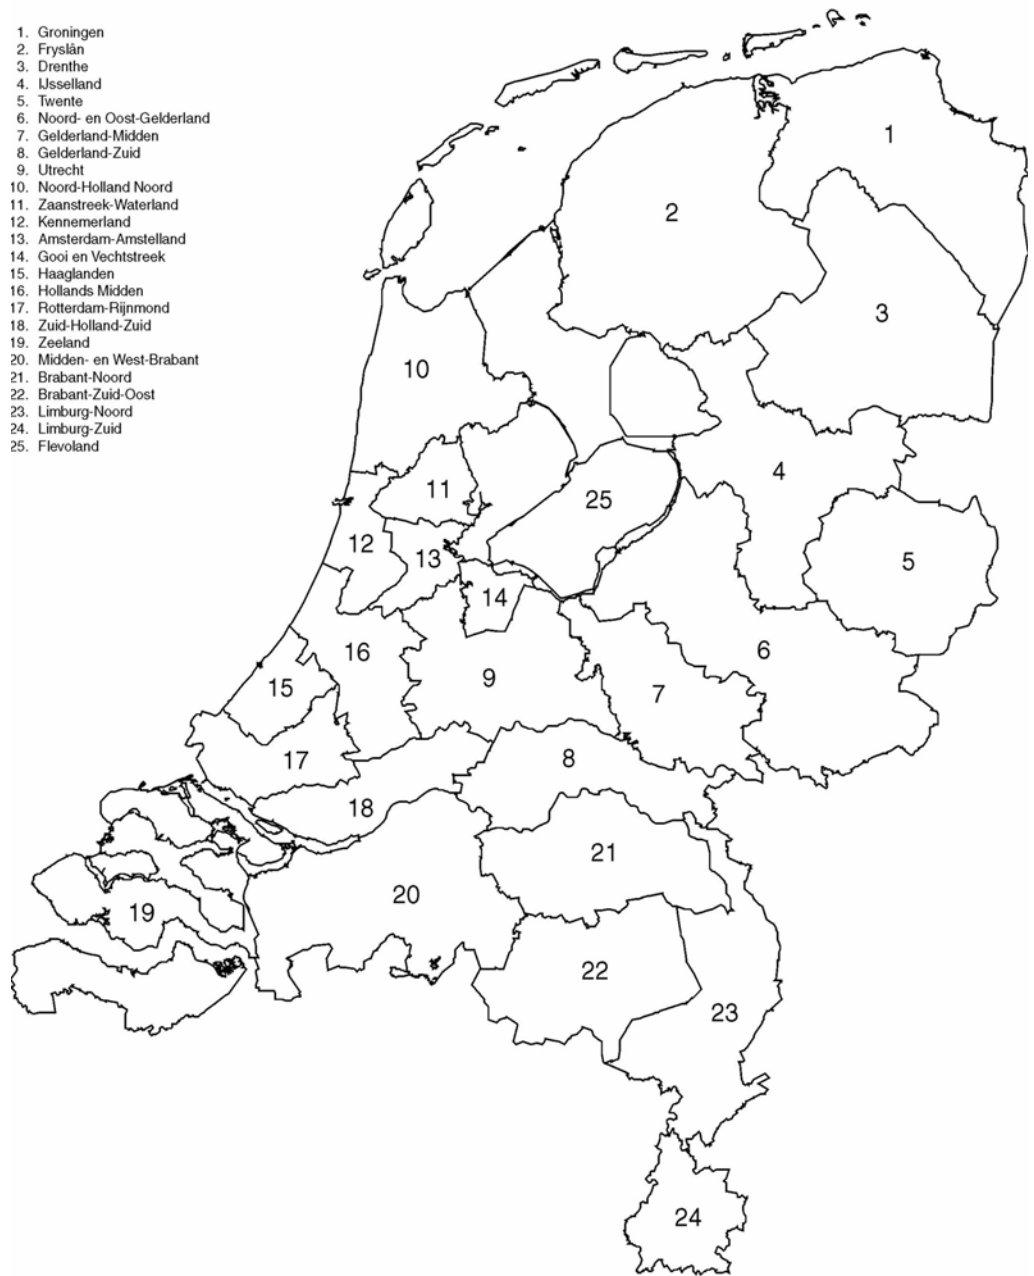 1. Groningen
2. Fryslân
3. Drenthe
4. IJsselland
5. Twente
6. Noord- en Oost-Gelderland
7. Gelderland-Midden
8. Gelderland-Zuid
9. Utrecht
10. Noord-Holland Noord
11. Zaanstreek-Waterland
12. Kennemerland
13. Amsterdam-Amstelland
14. Gooi en Vechtstreek
15. Haaglanden
16. Hollands Midden
17. Rotterdam-Rijnmond
18. Zuid-Holland-Zuid
19. Zeeland
20. Midden- en West-Brabant
21. Brabant-Noord
22. Brabant-Zuid-Oost
23. Limburg-Noord
24. Limburg-Zuid
25. Flevoland
1
2
3
10
4
11
25
12
13
5
14
16
6
9
15
7
17
8
18
21
20
19
22
23
24